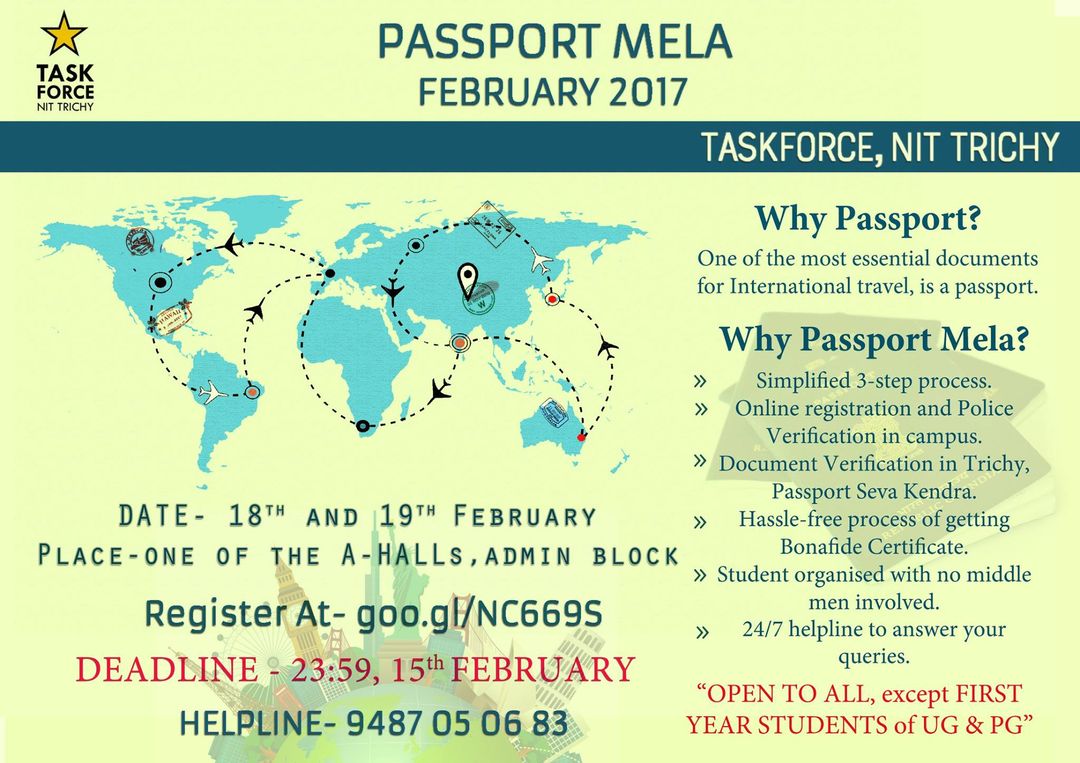 TASK
FORCE
NIT TRICHY
PASSPORT MELA
FEBRUARY 2017
TASKFORCE, NIT TRICHY
HAWAII
W
Why Passport?
One of the most essential documents
for International travel, is a passport.
Why Passport Mela?
» Simplified 3-step process.
» Online registration and Police
Verification in campus.
» Document Verification in Trichy,
Passport Seva Kendra.
» Hassle-free process of getting
Bonafide Certificate.
» Student organised with no middle
men involved.
» 24/7 helpline to answer your
queries.
"OPEN TO ALL, except FIRST
YEAR STUDENTS of UG & PG"
DATE- 18TH AND 19TH FEBRUARY
PLACE-ONE OF THE A-HALLs,ADMIN BLOCK
Register At- goo.gl/NC669S
DEADLINE - 23:59, 15th FEBRUARY
HELPLINE- 9487 05 06 83